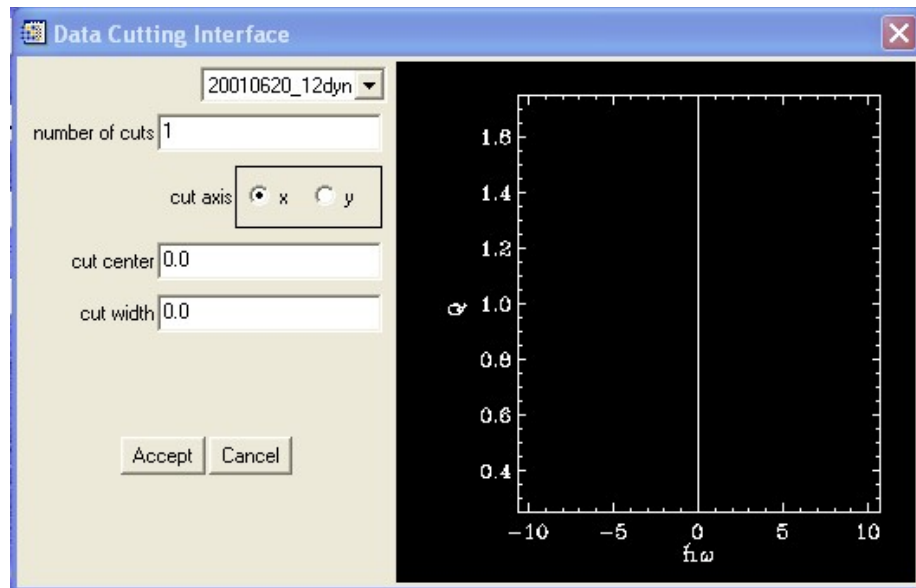 Data Cutting Interface
20010620_12dyn
number of cuts 1
cut axis x y
cut center 0.0
cut width 0.0
Accept Cancel
1.6
1.4
1.2
Q 1.0
0.8
0.6
0.4
-10 -5 0 5 10
ħω